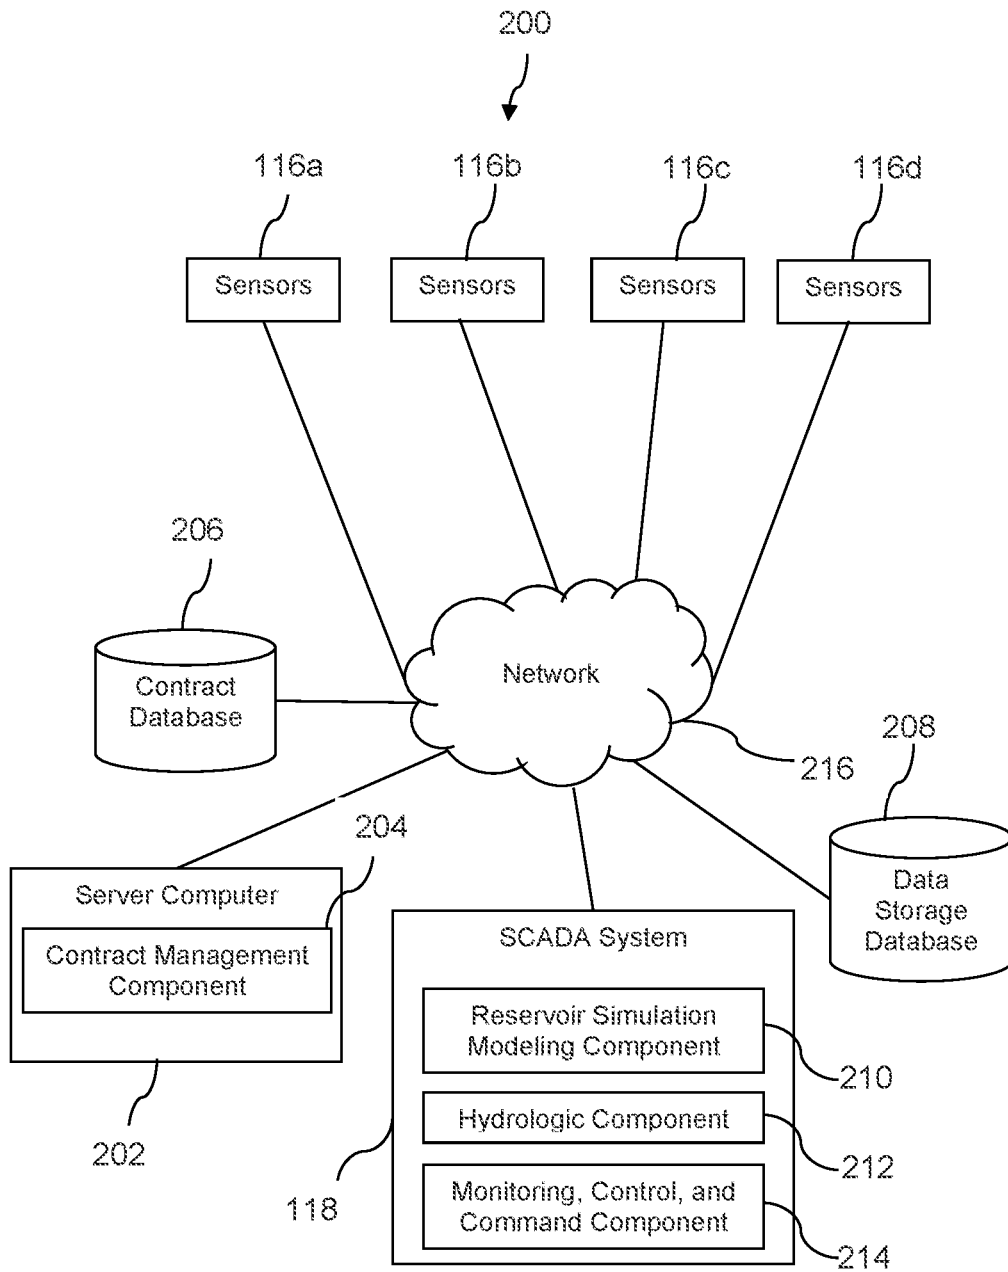 200
116a
116b
116c
116d
Sensors
Sensors
Sensors
Sensors
206
Contract
Database
Network
216
208
Data
Storage
Database
204
Server Computer
Contract Management
Component
202
SCADA System
Reservoir Simulation
Modeling Component
210
Hydrologic Component
212
Monitoring, Control, and
Command Component
214
118